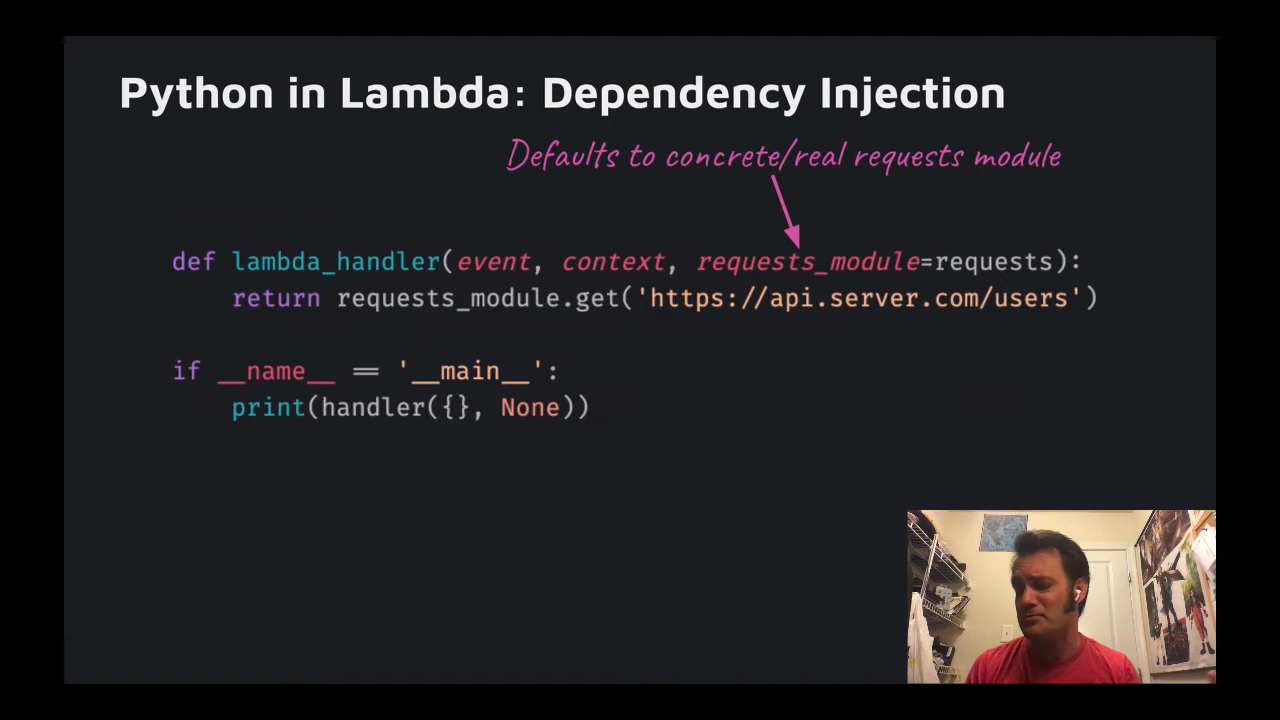 Python in Lambda: Dependency Injection
Defaults to concrete/real requests module
def lambda_handler(event, context, requests_module=requests):
return requests_module.get('https://api.server.com/users')
if __name__ == '__main__':
print(handler({}, None))